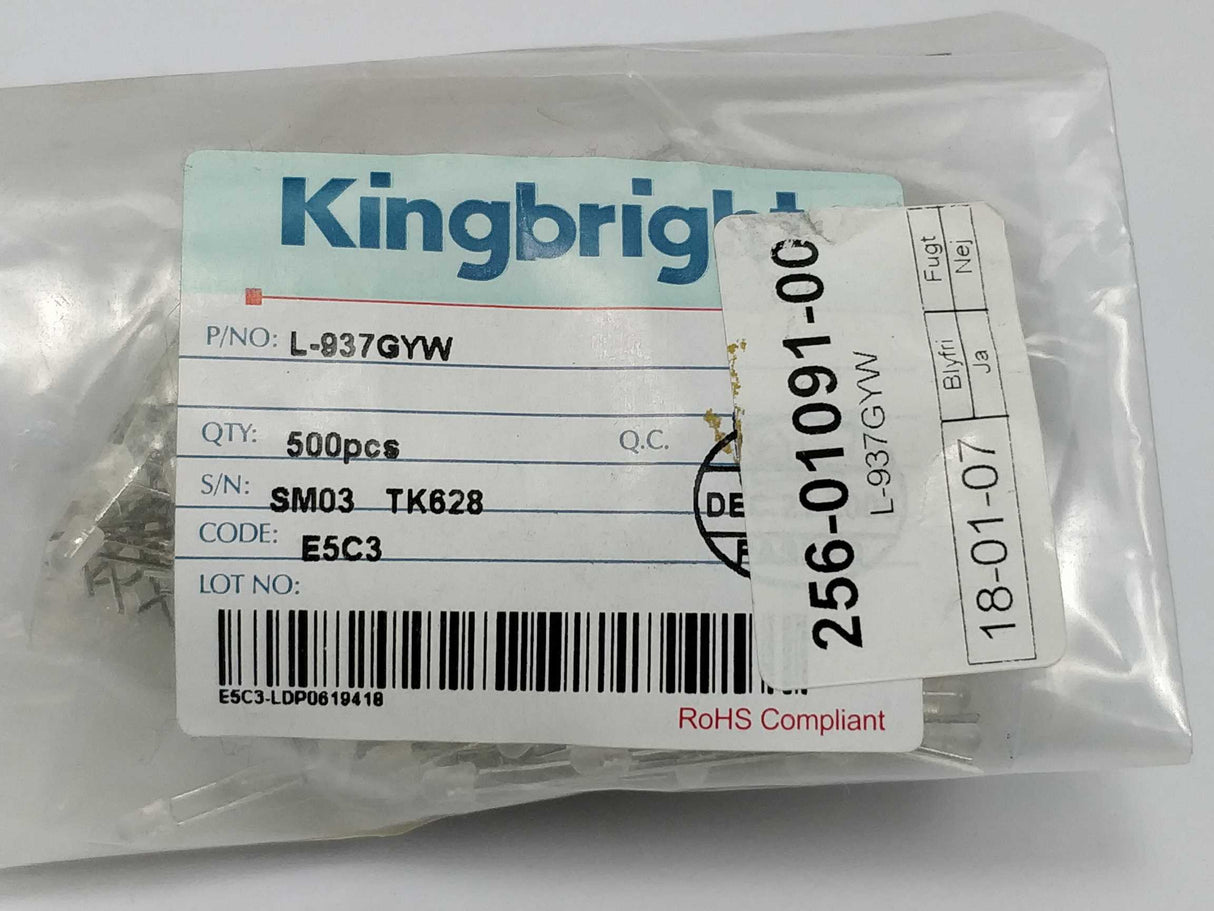 Kingbright
P/NO: L-937GYW
QTY: 500pcs Q.C.
S/N: SM03 TK628
CODE: E5C3
LOT NO:
E5C3-LDP0619418
RoHS Compliant
256-01091-00
L-937GYW
Blyfri Fugt
Ja Nej
18-01-07